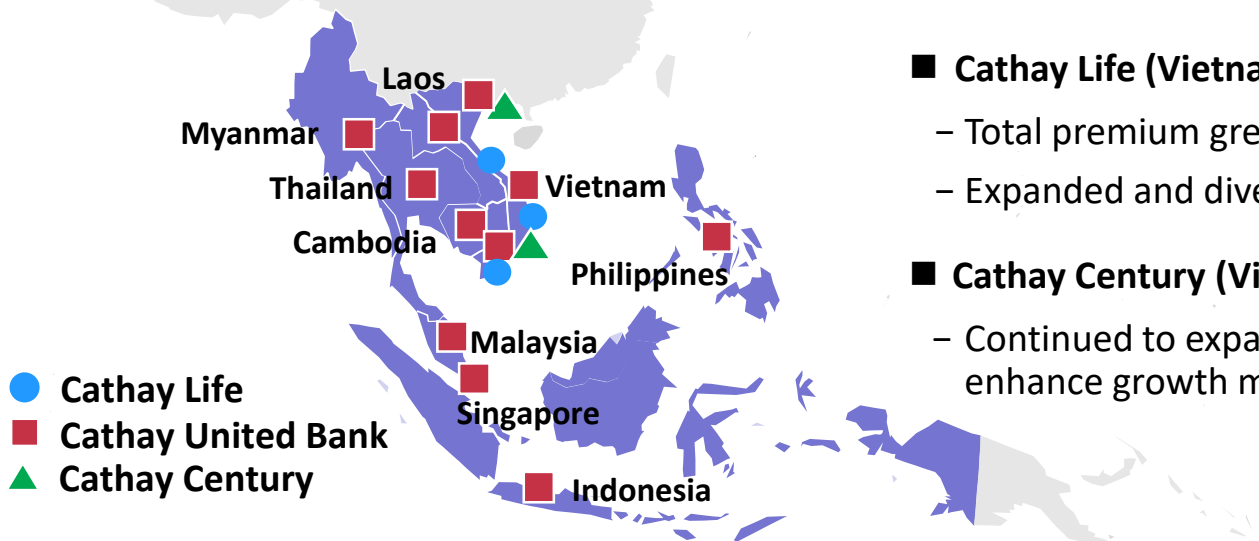 Laos
Myanmar
Thailand
Vietnam
Cambodia
Philippines
Malaysia
Singapore
Indonesia
Cathay Life
Cathay United Bank
Cathay Century
■ Cathay Life (Vietna
− Total premium gre
− Expanded and dive
■ Cathay Century (Vi
− Continued to expa
enhance growth m